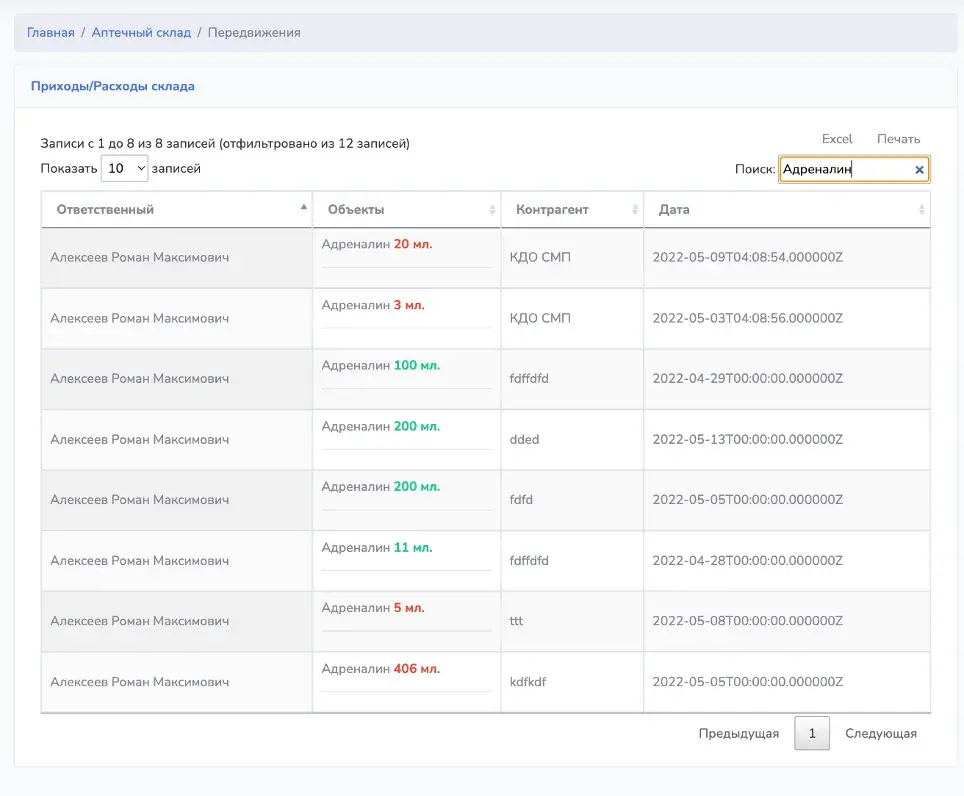 Главная / Аптечный склад / Передвижения
Приходы/Расходы склада
Excel Печать
Записи с 1 до 8 из 8 записей (отфильтровано из 12 записей)
Показать 10 записей Поиск: Адреналин
Ответственный Объекты Контрагент Дата
Алексеев Роман Максимович Адреналин 20 мл. КДО СМП 2022-05-09T04:08:54.000000Z
Алексеев Роман Максимович Адреналин 3 мл. КДО СМП 2022-05-03T04:08:56.000000Z
Алексеев Роман Максимович Адреналин 100 мл. fdffdfd 2022-04-29T00:00:00.000000Z
Алексеев Роман Максимович Адреналин 200 мл. dded 2022-05-13T00:00:00.000000Z
Алексеев Роман Максимович Адреналин 200 мл. fdfd 2022-05-05T00:00:00.000000Z
Алексеев Роман Максимович Адреналин 11 мл. fdffdfd 2022-04-28T00:00:00.000000Z
Алексеев Роман Максимович Адреналин 5 мл. ttt 2022-05-08T00:00:00.000000Z
Алексеев Роман Максимович Адреналин 406 мл. kdfkdf 2022-05-05T00:00:00.000000Z
Предыдущая 1 Следующая